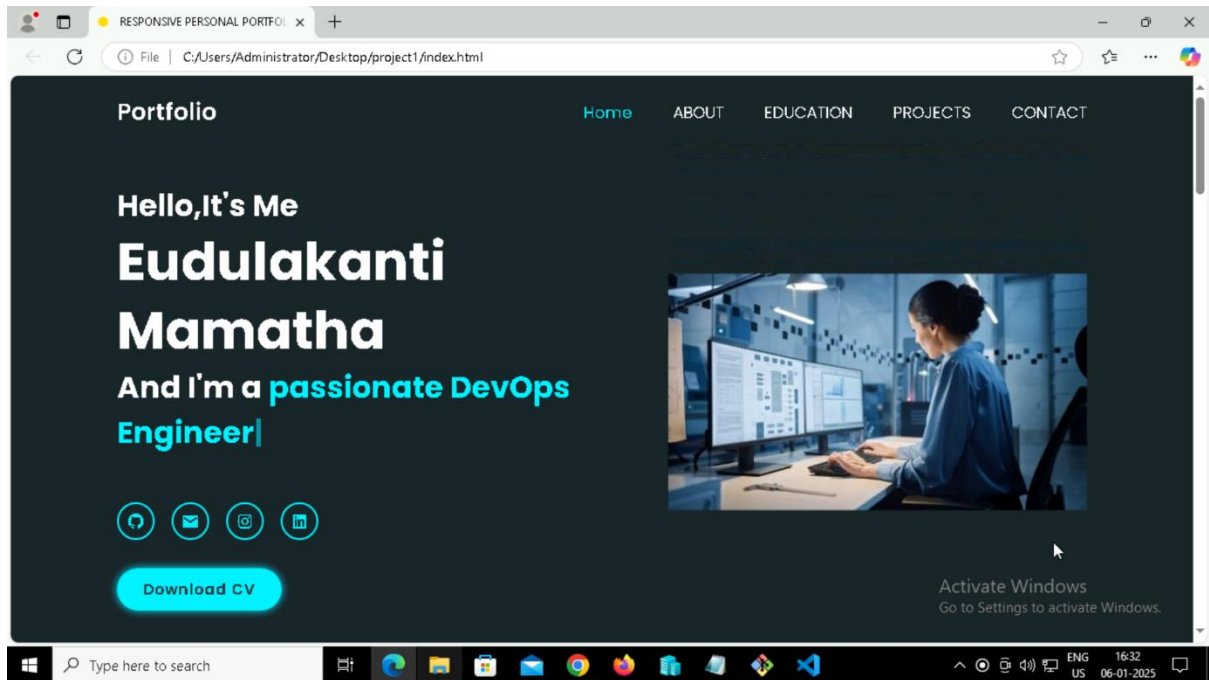 RESPONSIVE PERSONAL PORTFOL
File | C:/Users/Administrator/Desktop/project1/index.html
Portfolio
Home ABOUT EDUCATION PROJECTS CONTACT
Hello,It's Me
Eudulakanti
Mamatha
And I'm a passionate DevOps
Engineer
Download CV
Activate Windows
Go to Settings to activate Windows.
Type here to search
ENG
US
16:32
06-01-2025